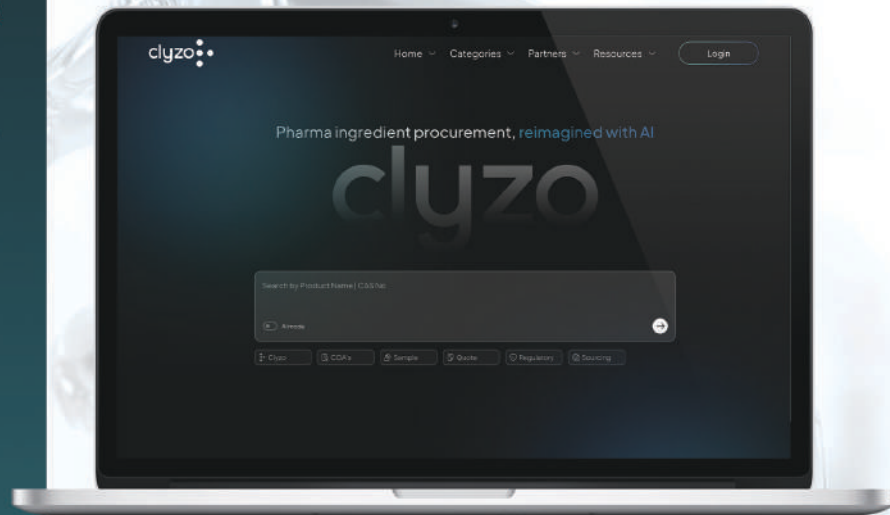 clyzo
Home Categories Partners Resources Login
Pharma ingredient procurement, reimagined with AI
clyzo
Search by Product Name | CAS No
Clyzo COA's Sample Quote Regulatory Sourcing